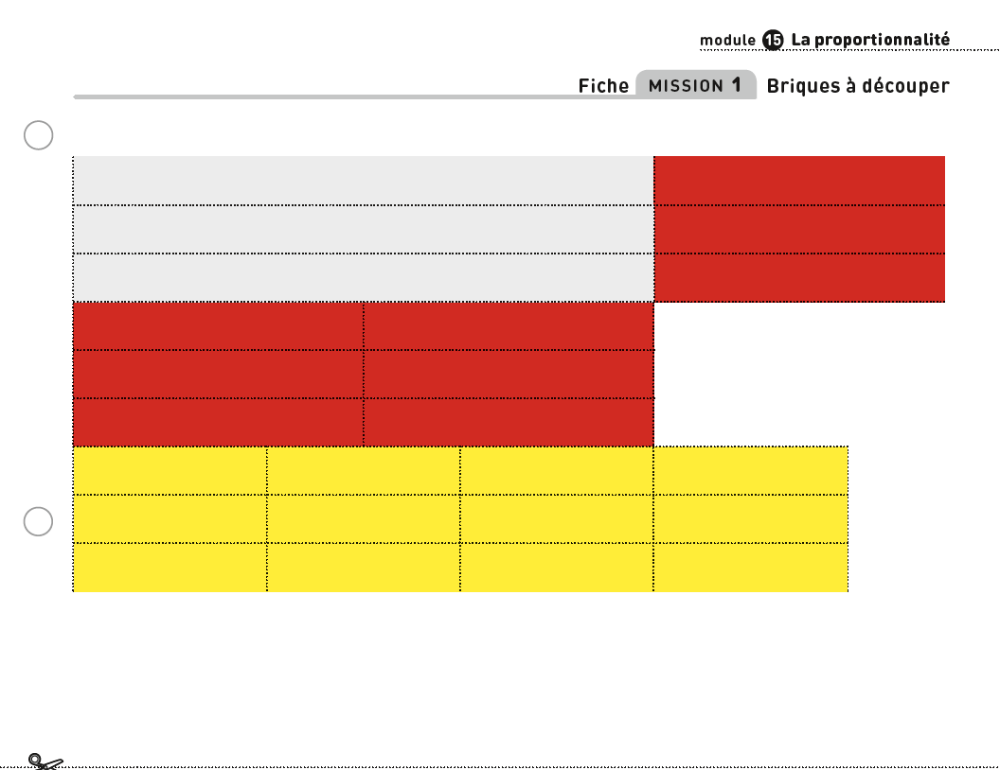 module 15 La proportionnalité
Fiche MISSION 1 Briques à découper